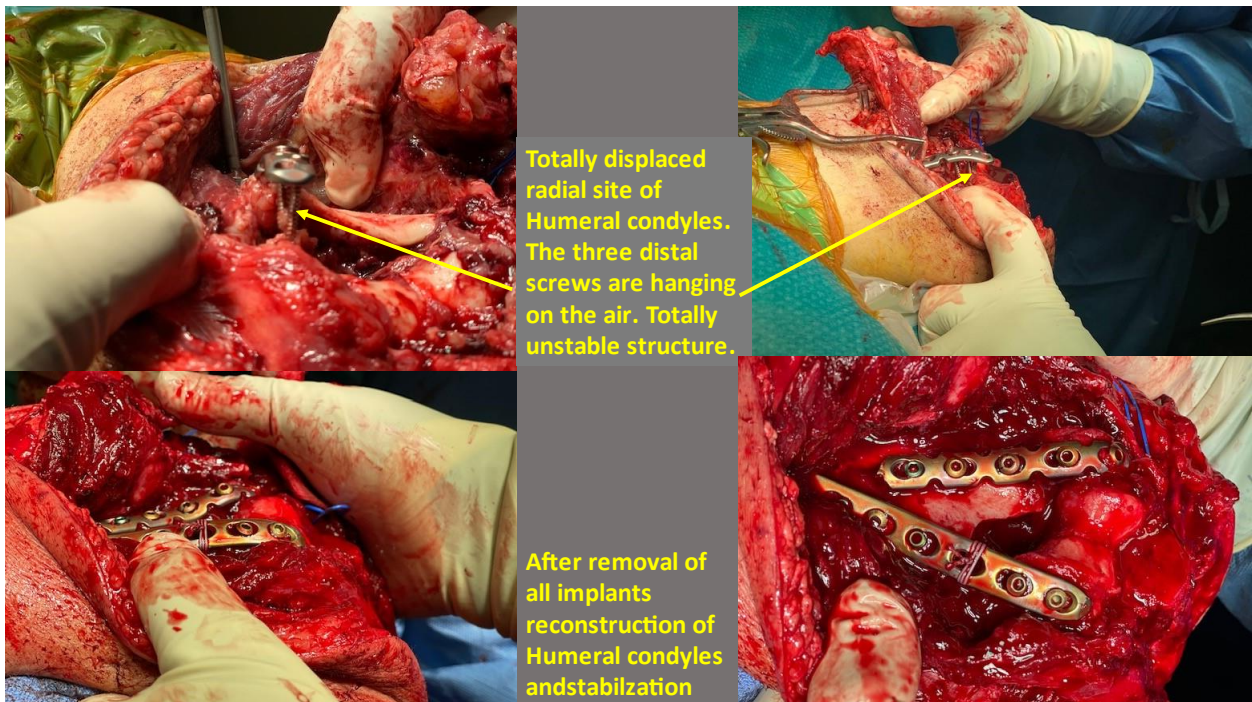 Totally displaced
radial site of
Humeral condyles.
The three distal
screws are hanging
on the air. Totally
unstable structure.
After removal of
all implants
reconstruction of
Humeral condyles
andstabilzation